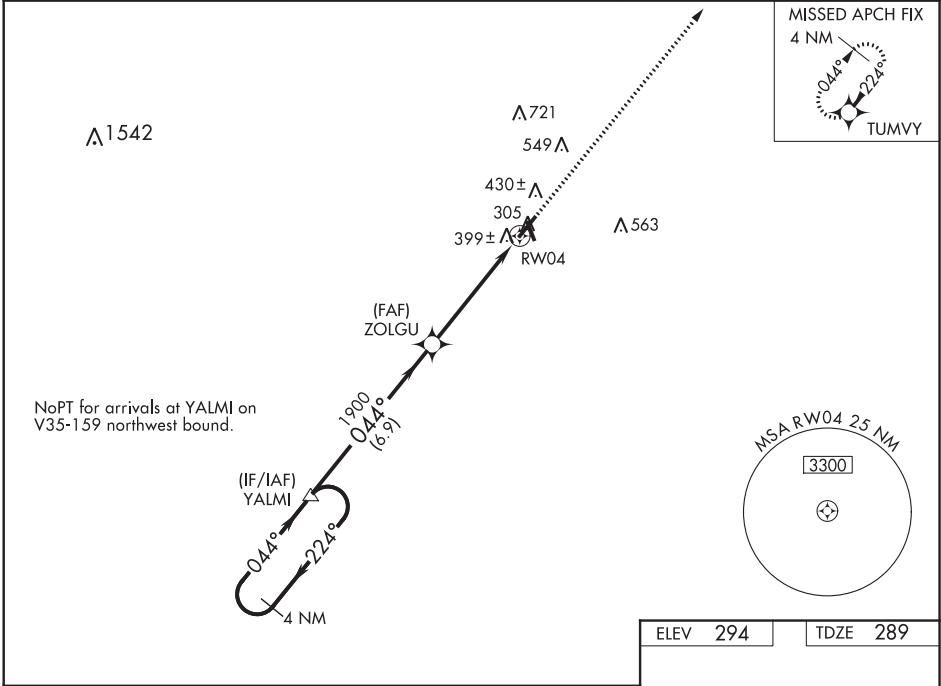 MISSED APCH FIX
4 NM
044°
224°
TUMVY
1542
721
549
430±
305
399±
563
RW04
(FAF)
ZOLGU
1900
044°
(6.9)
NoPT for arrivals at YALMI on
V35-159 northwest bound.
(IF/IAF)
YALMI
044°
224°
4 NM
MSA RW04 25 NM
3300
ELEV 294
TDZE 289